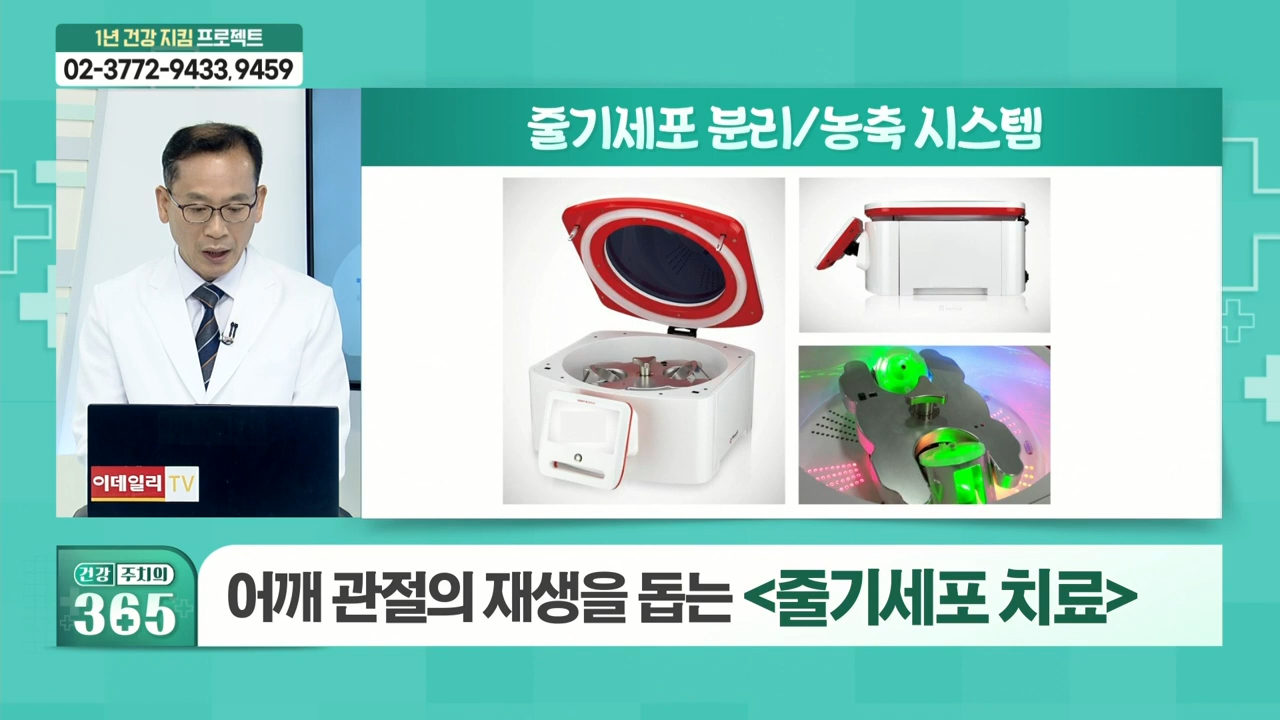 1년 건강 지킴 프로젝트
02-3772-9433, 9459
줄기세포 분리/농축 시스템
이데일리 TV
건강 주치의
365
어깨 관절의 재생을 돕는 <줄기세포 치료>